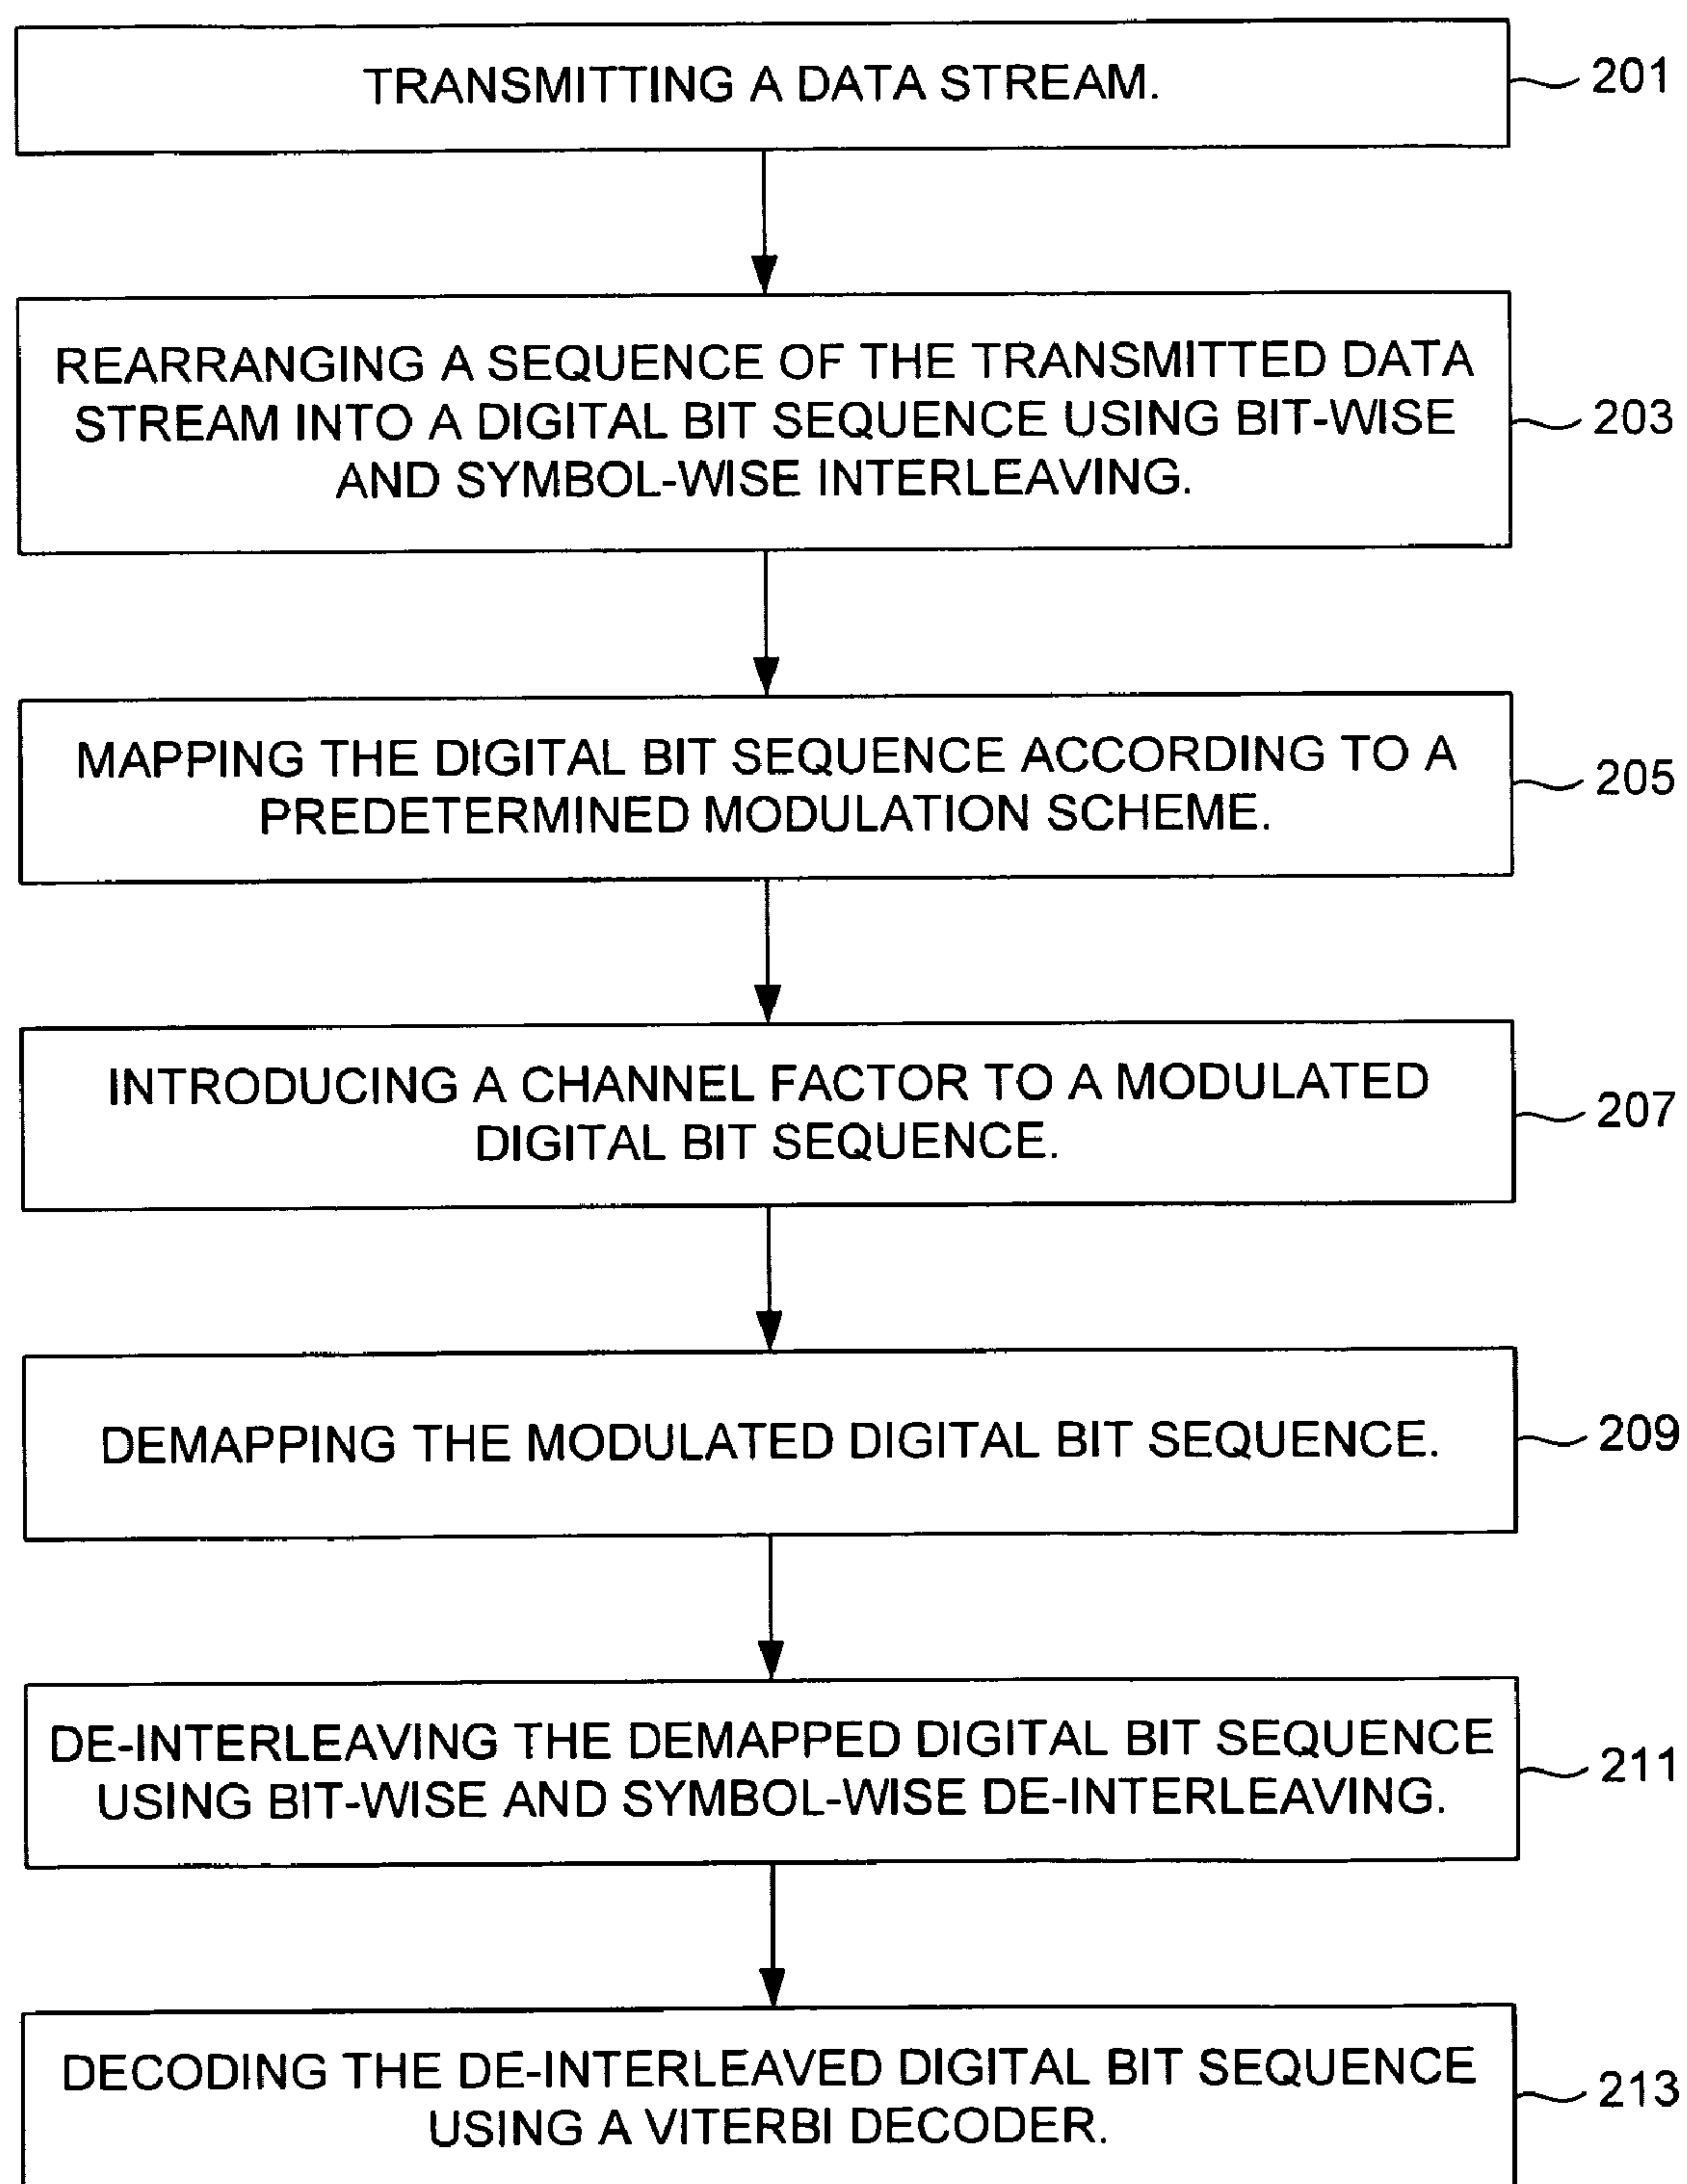 TRANSMITTING A DATA STREAM.
201
REARRANGING A SEQUENCE OF THE TRANSMITTED DATA
STREAM INTO A DIGITAL BIT SEQUENCE USING BIT-WISE
AND SYMBOL-WISE INTERLEAVING.
203
MAPPING THE DIGITAL BIT SEQUENCE ACCORDING TO A
PREDETERMINED MODULATION SCHEME.
205
INTRODUCING A CHANNEL FACTOR TO A MODULATED
DIGITAL BIT SEQUENCE.
207
DEMAPPING THE MODULATED DIGITAL BIT SEQUENCE.
209
DE-INTERLEAVING THE DEMAPPED DIGITAL BIT SEQUENCE
USING BIT-WISE AND SYMBOL-WISE DE-INTERLEAVING.
211
DECODING THE DE-INTERLEAVED DIGITAL BIT SEQUENCE
USING A VITERBI DECODER.
213